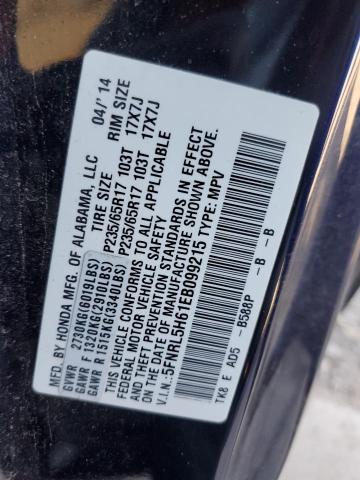 MFD. BY HONDA MFG. OF ALABAMA, LLC 04/'14
TIRE SIZE RIM SIZE
GVWR 2730KG(6019LBS)
GAWR F 1320KG(2910LBS) P235/65R17 103T 17X7J
GAWR R 1515KG(3340LBS) P235/65R17 103T 17X7J
THIS VEHICLE CONFORMS TO ALL APPLICABLE
FEDERAL MOTOR VEHICLE SAFETY, BUMPER,
AND THEFT PREVENTION STANDARDS IN EFFECT
ON THE DATE OF MANUFACTURE SHOWN ABOVE.
V.I.N.: 5FNRL5H61EB099215 TYPE: MPV
TK8 E AD5 -B588P -B -B